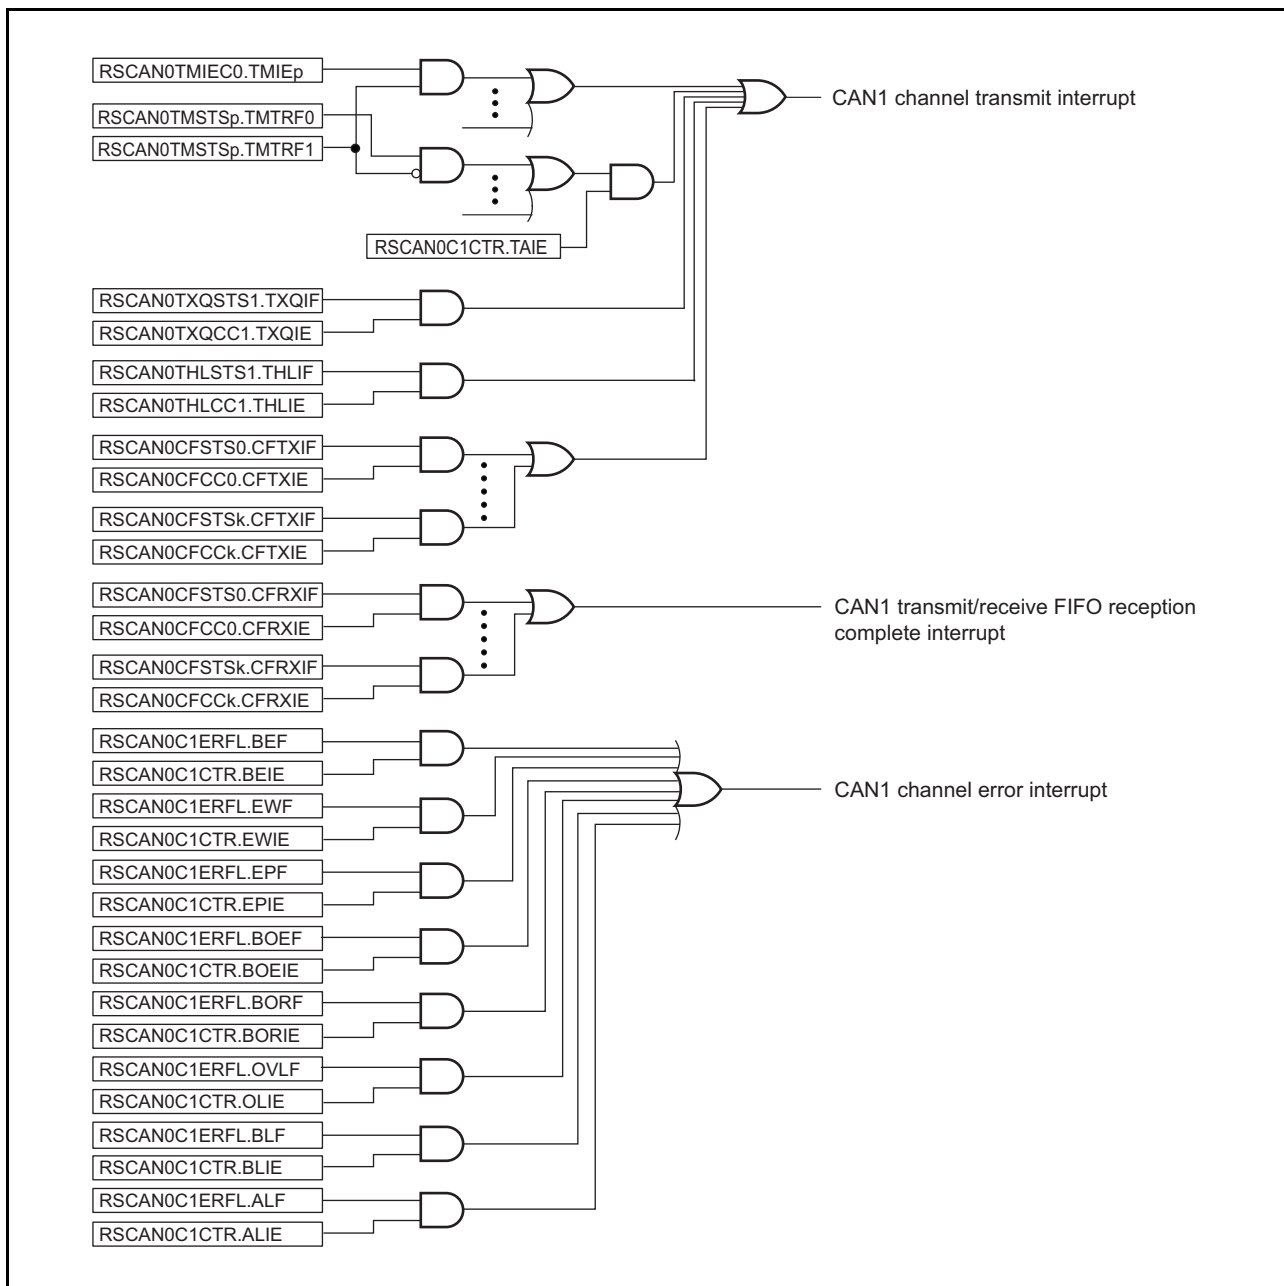 RSCAN0TMIEC0.TMIEp
RSCAN0TMSTSp.TMTRF0
RSCAN0TMSTSp.TMTRF1
CAN1 channel transmit interrupt
RSCAN0C1CTR.TAIE
RSCAN0TXQSTS1.TXQIF
RSCAN0TXQCC1.TXQIE
RSCAN0THLSTS1.THLIF
RSCAN0THLCC1.THLIE
RSCAN0CFSTS0.CFTXIF
RSCAN0CFCC0.CFTXIE
RSCAN0CFSTSk.CFTXIF
RSCAN0CFCCk.CFTXIE
RSCAN0CFSTS0.CFRXIF
RSCAN0CFCC0.CFRXIE
CAN1 transmit/receive FIFO reception
complete interrupt
RSCAN0CFSTSk.CFRXIF
RSCAN0CFCCk.CFRXIE
RSCAN0C1ERFL.BEF
RSCAN0C1CTR.BEIE
CAN1 channel error interrupt
RSCAN0C1ERFL.EWF
RSCAN0C1CTR.EWIE
RSCAN0C1ERFL.EPF
RSCAN0C1CTR.EPIE
RSCAN0C1ERFL.BOEF
RSCAN0C1CTR.BOEIE
RSCAN0C1ERFL.BORF
RSCAN0C1CTR.BORIE
RSCAN0C1ERFL.OVLF
RSCAN0C1CTR.OLIE
RSCAN0C1ERFL.BLF
RSCAN0C1CTR.BLIE
RSCAN0C1ERFL.ALF
RSCAN0C1CTR.ALIE